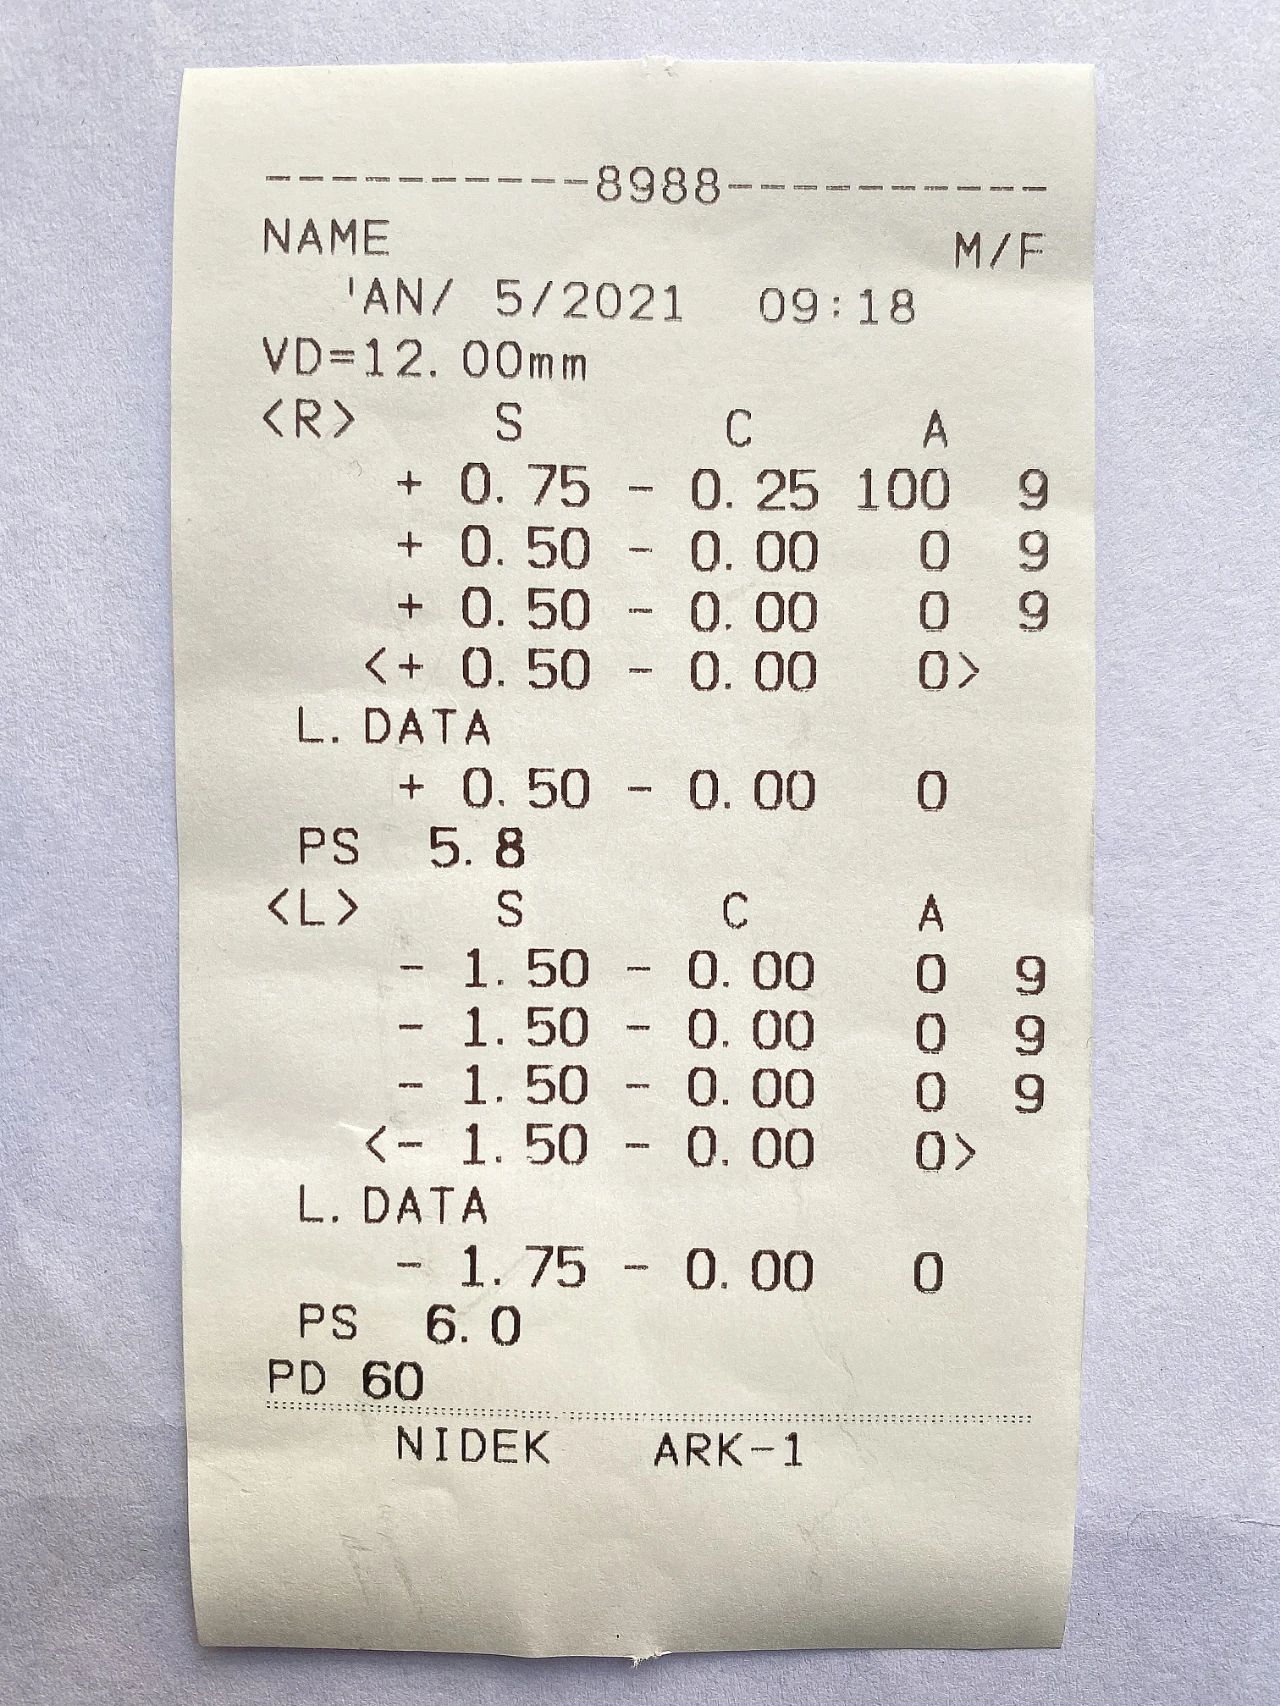 ----------8988----------
NAME M/F
'AN/ 5/2021 09:18
VD=12.00mm
<R> S C A
+ 0.75 - 0.25 100 9
+ 0.50 - 0.00 0 9
+ 0.50 - 0.00 0 9
<+ 0.50 - 0.00 0>
L.DATA
+ 0.50 - 0.00 0
PS 5.8
<L> S C A
- 1.50 - 0.00 0 9
- 1.50 - 0.00 0 9
- 1.50 - 0.00 0 9
<- 1.50 - 0.00 0>
L.DATA
- 1.75 - 0.00 0
PS 6.0
PD 60
NIDEK ARK-1